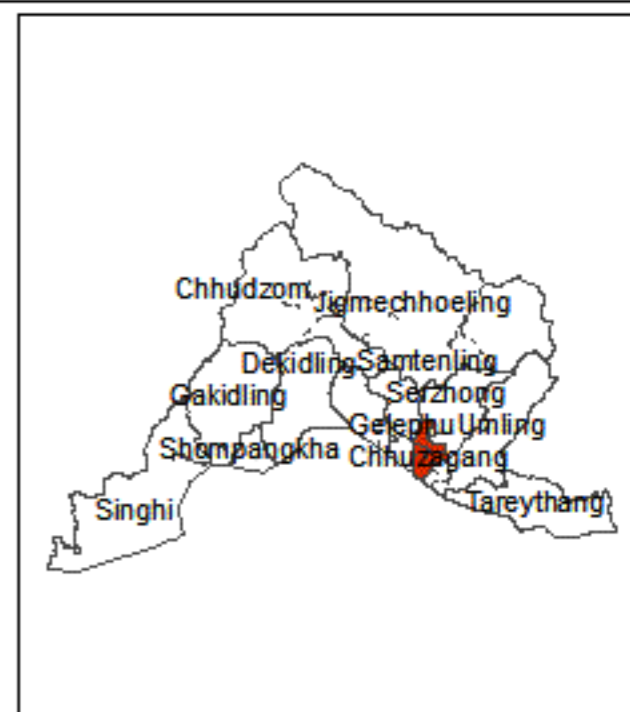 Chhudzom
Jigmechhoeling
Dekidling
Samtenling
Gakidling
Serzhong
Gelephu
Umling
Shompangkha
Chhuzagang
Singhi
Tareythang